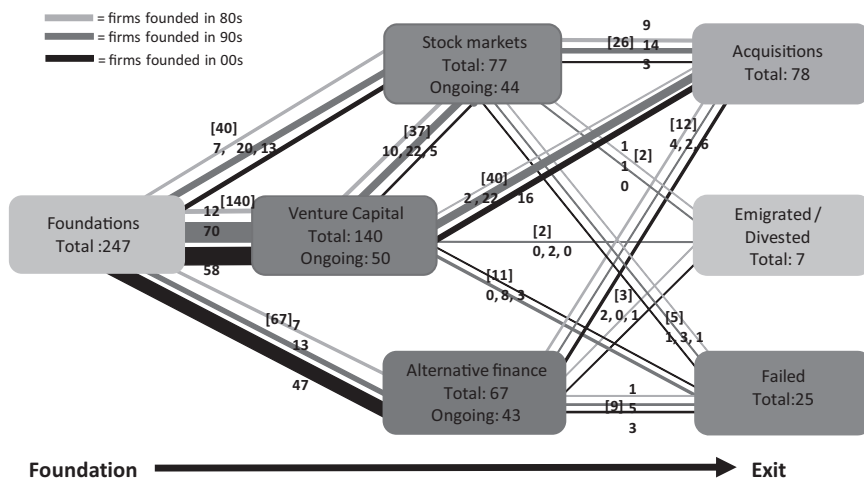 = firms founded in 80s
= firms founded in 90s
= firms founded in 00s
Stock markets
Total: 77
Ongoing: 44
9
[26] 14
3
Acquisitions
Total: 78
[40]
7, 20, 13
[37]
10, 22, 5
[12]
4, 2, 6
1
1 [2]
0
[40]
2, 22 16
Foundations
Total :247
[140]
12
70
58
Venture Capital
Total: 140
Ongoing: 50
[2]
0, 2, 0
Emigrated /
Divested
Total: 7
[11]
0, 8, 3
[3]
2, 0, 1
[5]
1, 3, 1
[67] 7
13
47
Alternative finance
Total: 67
Ongoing: 43
1
[9] 5
3
Failed
Total:25
Foundation
Exit